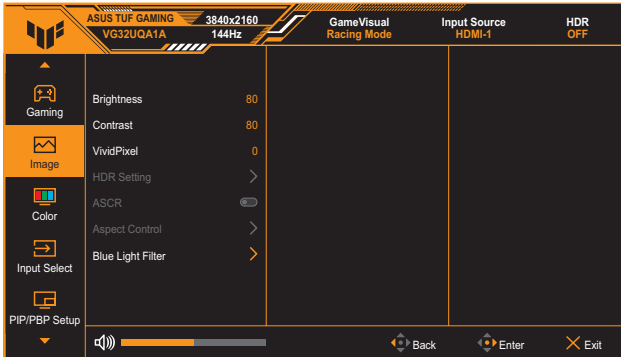 ASUS TUF GAMING 3840x2160 GameVisual Input Source HDR
VG32UQA1A 144Hz Racing Mode HDMI-1 OFF
Gaming
Image
Color
Input Select
PIP/PBP Setup
Brightness 80
Contrast 80
VividPixel 0
HDR Setting
ASCR
Aspect Control
Blue Light Filter
Back Enter Exit